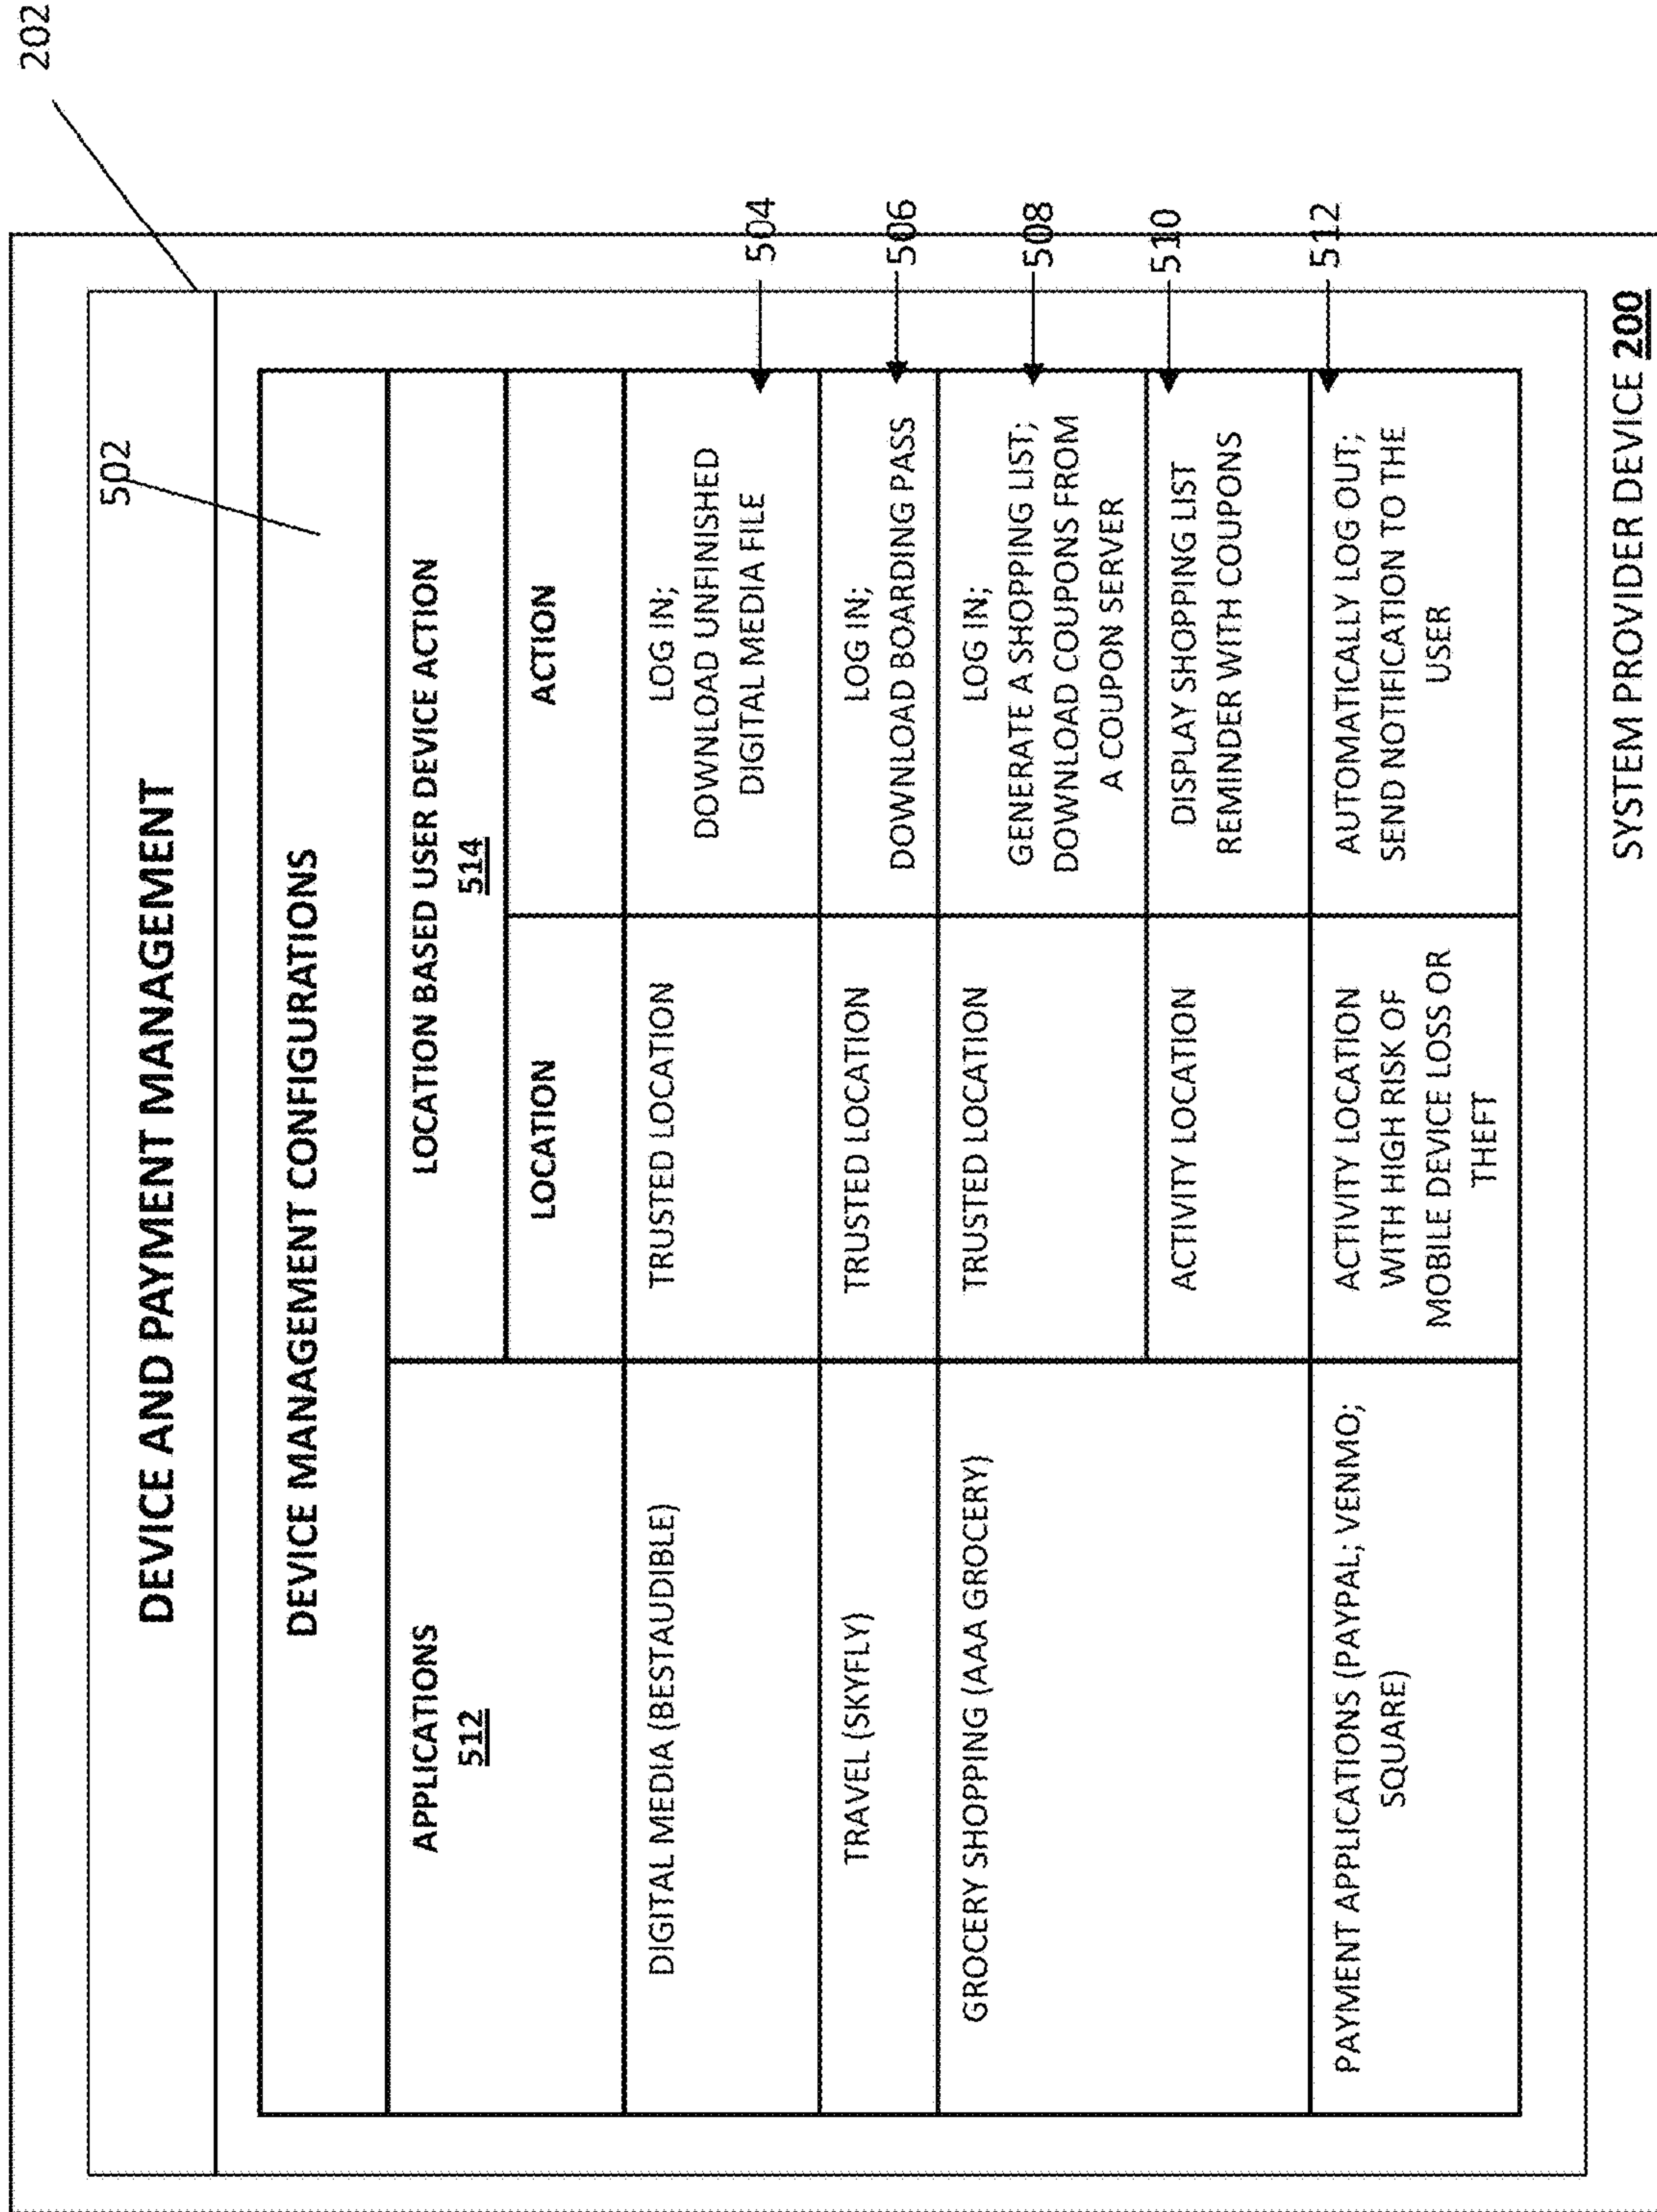 202
DEVICE AND PAYMENT MANAGEMENT
502
DEVICE MANAGEMENT CONFIGURATIONS
APPLICATIONS
512
LOCATION BASED USER DEVICE ACTION
514
LOCATION
ACTION
DIGITAL MEDIA (BESTAUDIBLE)
TRUSTED LOCATION
LOG IN;
DOWNLOAD UNFINISHED
DIGITAL MEDIA FILE
504
TRAVEL (SKYFLY)
TRUSTED LOCATION
LOG IN;
DOWNLOAD BOARDING PASS
506
GROCERY SHOPPING (AAA GROCERY)
TRUSTED LOCATION
LOG IN;
GENERATE A SHOPPING LIST;
DOWNLOAD COUPONS FROM
A COUPON SERVER
508
ACTIVITY LOCATION
DISPLAY SHOPPING LIST
REMINDER WITH COUPONS
510
PAYMENT APPLICATIONS (PAYPAL; VENMO;
SQUARE)
ACTIVITY LOCATION
WITH HIGH RISK OF
MOBILE DEVICE LOSS OR
THEFT
AUTOMATICALLY LOG OUT;
SEND NOTIFICATION TO THE
USER
512
SYSTEM PROVIDER DEVICE 200